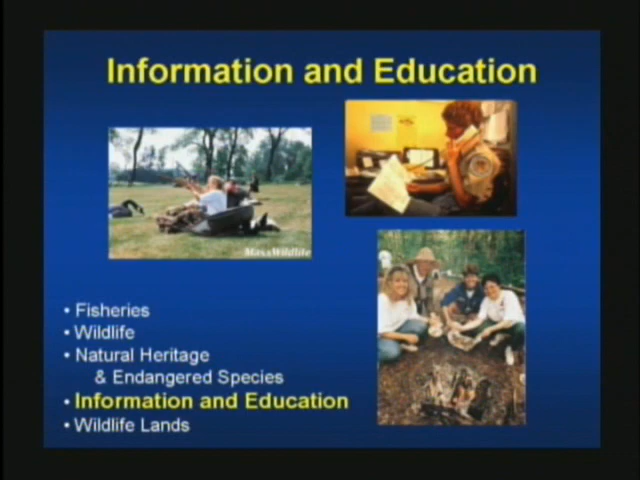 Information and Education
MassWildlife
• Fisheries
• Wildlife
• Natural Heritage
& Endangered Species
• Information and Education
• Wildlife Lands